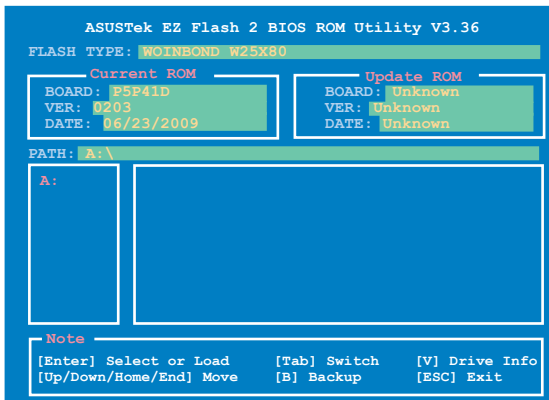 ASUSTek EZ Flash 2 BIOS ROM Utility V3.36
FLASH TYPE: WOINBOND W25X80
Current ROM
BOARD: P5P41D
VER: 0203
DATE: 06/23/2009
Update ROM
BOARD: Unknown
VER: Unknown
DATE: Unknown
PATH: A:\
A:
Note
[Enter] Select or Load [Tab] Switch [V] Drive Info
[Up/Down/Home/End] Move [B] Backup [ESC] Exit